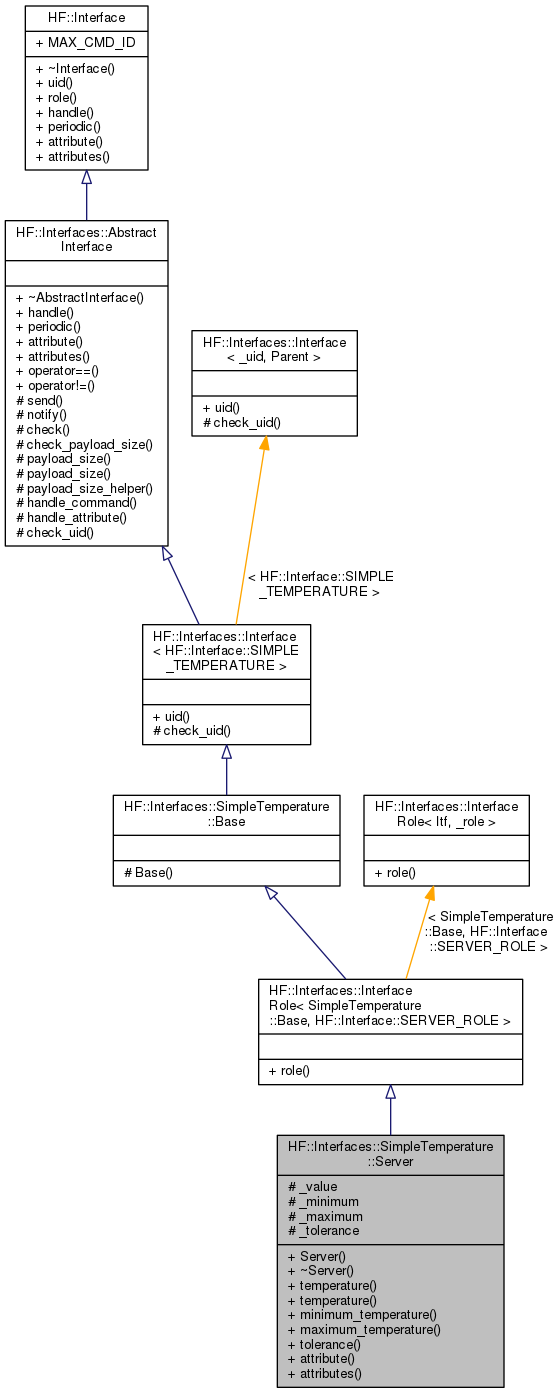 HF::Interface
+ MAX_CMD_ID
+ ~Interface()
+ uid()
+ role()
+ handle()
+ periodic()
+ attribute()
+ attributes()
HF::Interfaces::Abstract
Interface
+ ~AbstractInterface()
+ handle()
+ periodic()
+ attribute()
+ attributes()
+ operator==()
+ operator!=()
# send()
# notify()
# check()
# check_payload_size()
# payload_size()
# payload_size()
# payload_size_helper()
# handle_command()
# handle_attribute()
# check_uid()
HF::Interfaces::Interface
< _uid, Parent >
+ uid()
# check_uid()
< HF::Interface::SIMPLE
_TEMPERATURE >
HF::Interfaces::Interface
< HF::Interface::SIMPLE
_TEMPERATURE >
+ uid()
# check_uid()
HF::Interfaces::SimpleTemperature
::Base
# Base()
HF::Interfaces::Interface
Role< Itf, _role >
+ role()
< SimpleTemperature
::Base, HF::Interface
::SERVER_ROLE >
HF::Interfaces::Interface
Role< SimpleTemperature
::Base, HF::Interface::SERVER_ROLE >
+ role()
HF::Interfaces::SimpleTemperature
::Server
# _value
# _minimum
# _maximum
# _tolerance
+ Server()
+ ~Server()
+ temperature()
+ temperature()
+ minimum_temperature()
+ maximum_temperature()
+ tolerance()
+ attribute()
+ attributes()